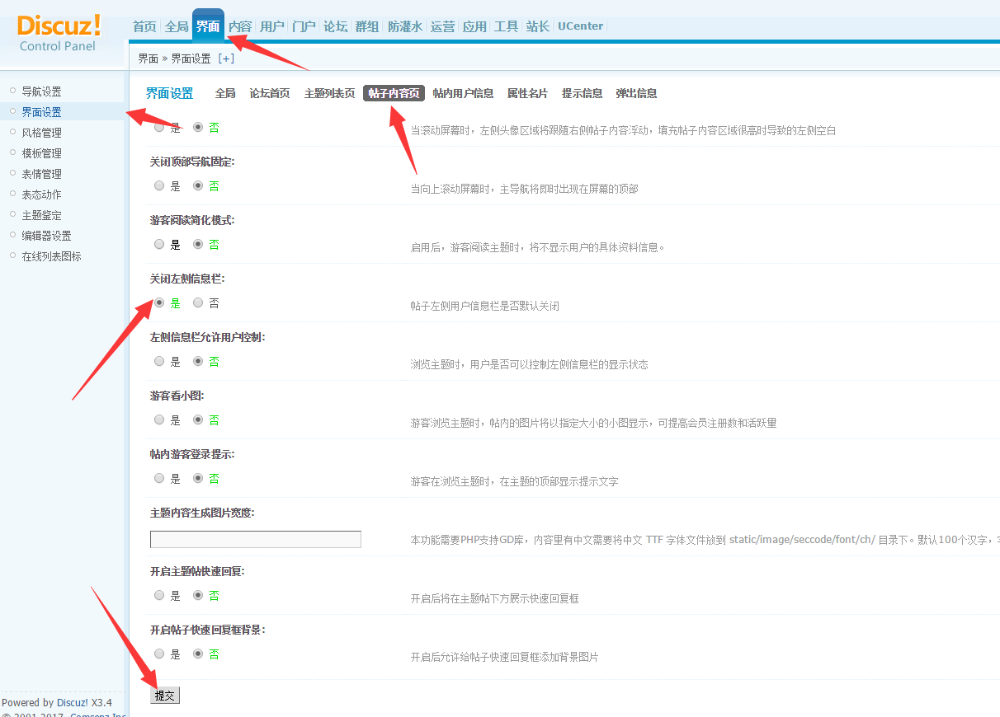 Discuz!
Control Panel
首页 全局 界面 内容 用户 门户 论坛 群组 防灌水 运营 应用 工具 站长 UCenter
界面 » 界面设置 [+]
导航设置
界面设置
风格管理
模板管理
表情管理
表态动作
主题鉴定
编辑器设置
在线列表图标
界面设置 全局 论坛首页 主题列表页 帖子内容页 帖内用户信息 属性名片 提示信息 弹出信息
是 否 当滚动屏幕时，左侧头像区域将跟随右侧帖子内容浮动，填充帖子内容区域很高时导致的左侧空白
关闭顶部导航固定:
是 否 当向上滚动屏幕时，主导航将即时出现在屏幕的顶部
游客阅读简化模式:
是 否 启用后，游客阅读主题时，将不显示用户的具体资料信息。
关闭左侧信息栏:
是 否 帖子左侧用户信息栏是否默认关闭
左侧信息栏允许用户控制:
是 否 浏览主题时，用户是否可以控制左侧信息栏的显示状态
游客看小图:
是 否 游客浏览主题时，帖内的图片将以指定大小的小图显示，可提高会员注册数和活跃量
帖内游客登录提示:
是 否 游客在浏览主题时，在主题的顶部显示提示文字
主题内容生成图片宽度:
本功能需要PHP支持GD库，内容里有中文需要将中文 TTF 字体文件放到 static/image/seccode/font/ch/ 目录下。默认100个汉字，
开启主题帖快速回复:
是 否 开启后将在主题帖下方展示快速回复框
开启帖子快速回复框背景:
是 否 开启后允许给帖子快速回复框添加背景图片
提交
Powered by Discuz! X3.4
© 2001-2017, Comsenz Inc